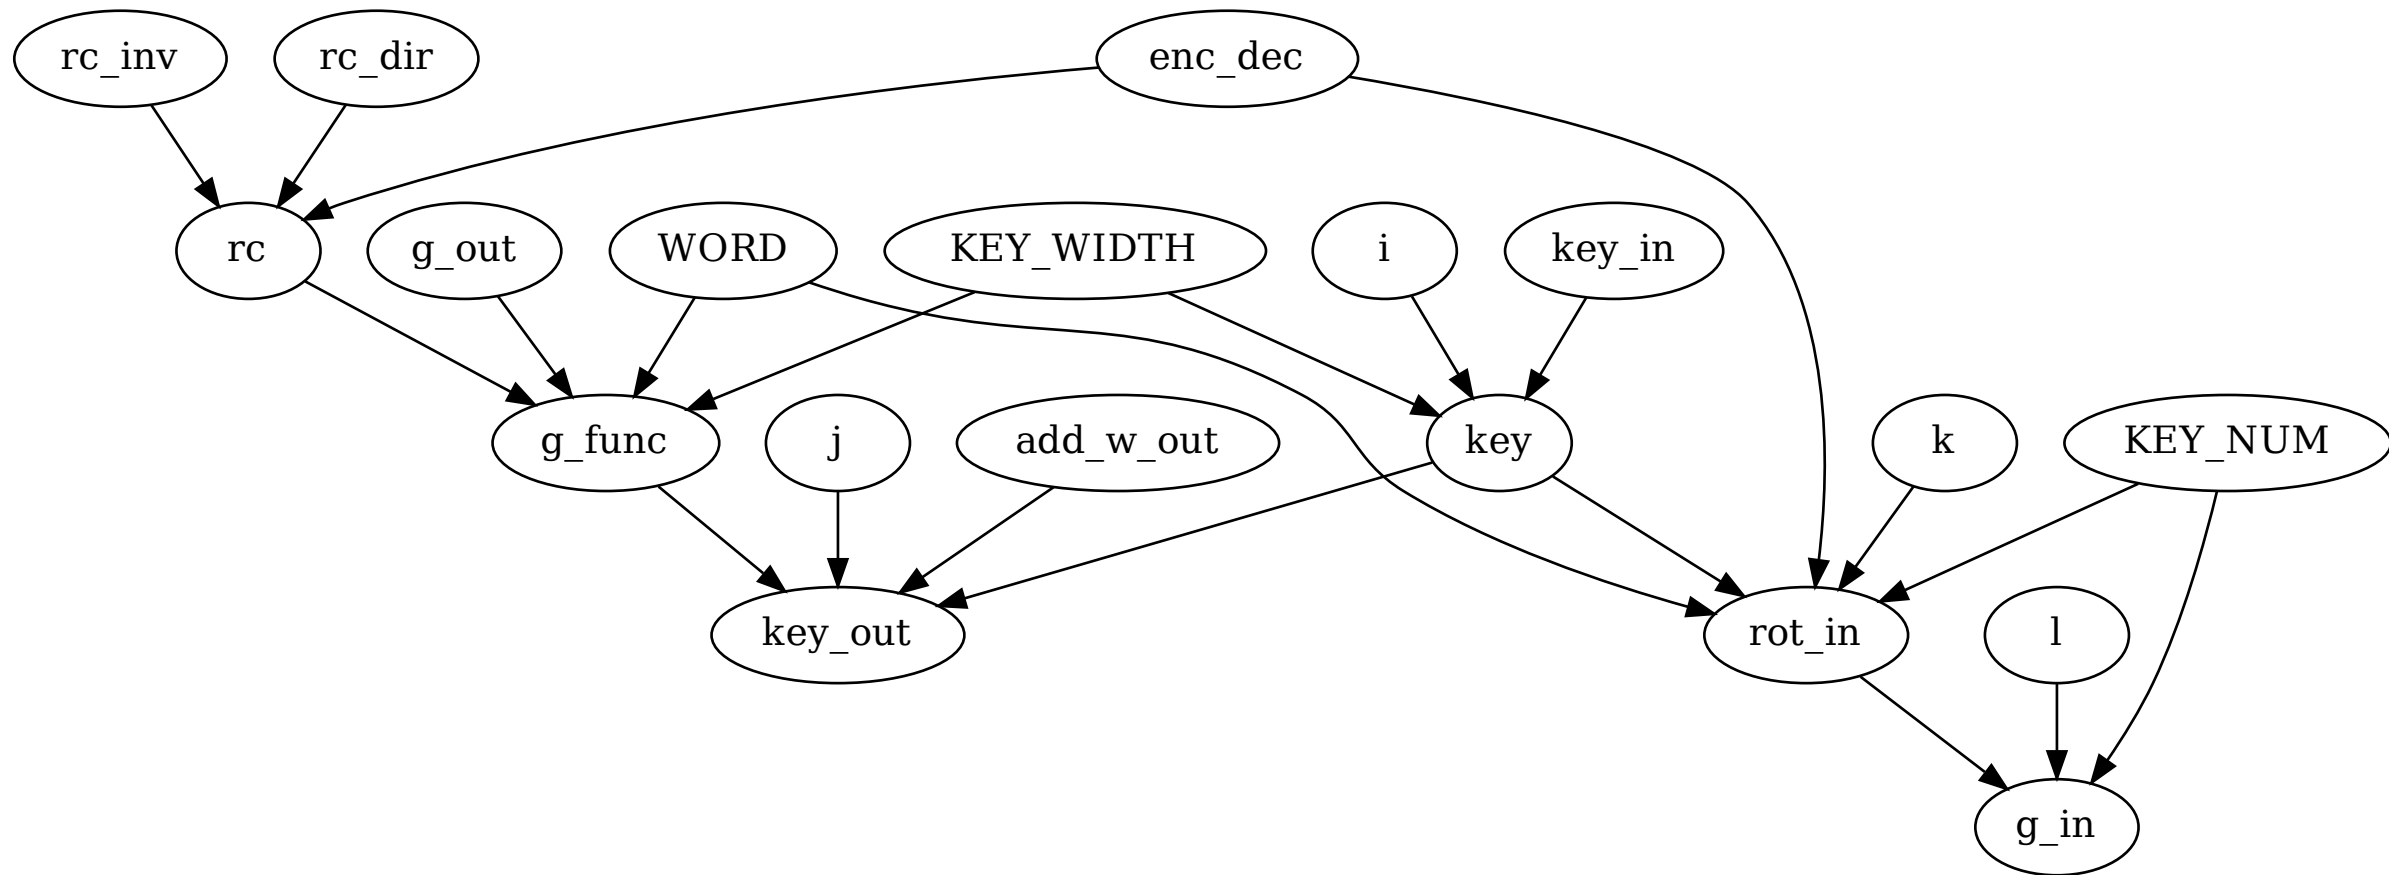 rc_inv
rc_dir
enc_dec
rc
g_out
WORD
KEY_WIDTH
i
key_in
g_func
j
add_w_out
key
k
KEY_NUM
key_out
rot_in
l
g_in